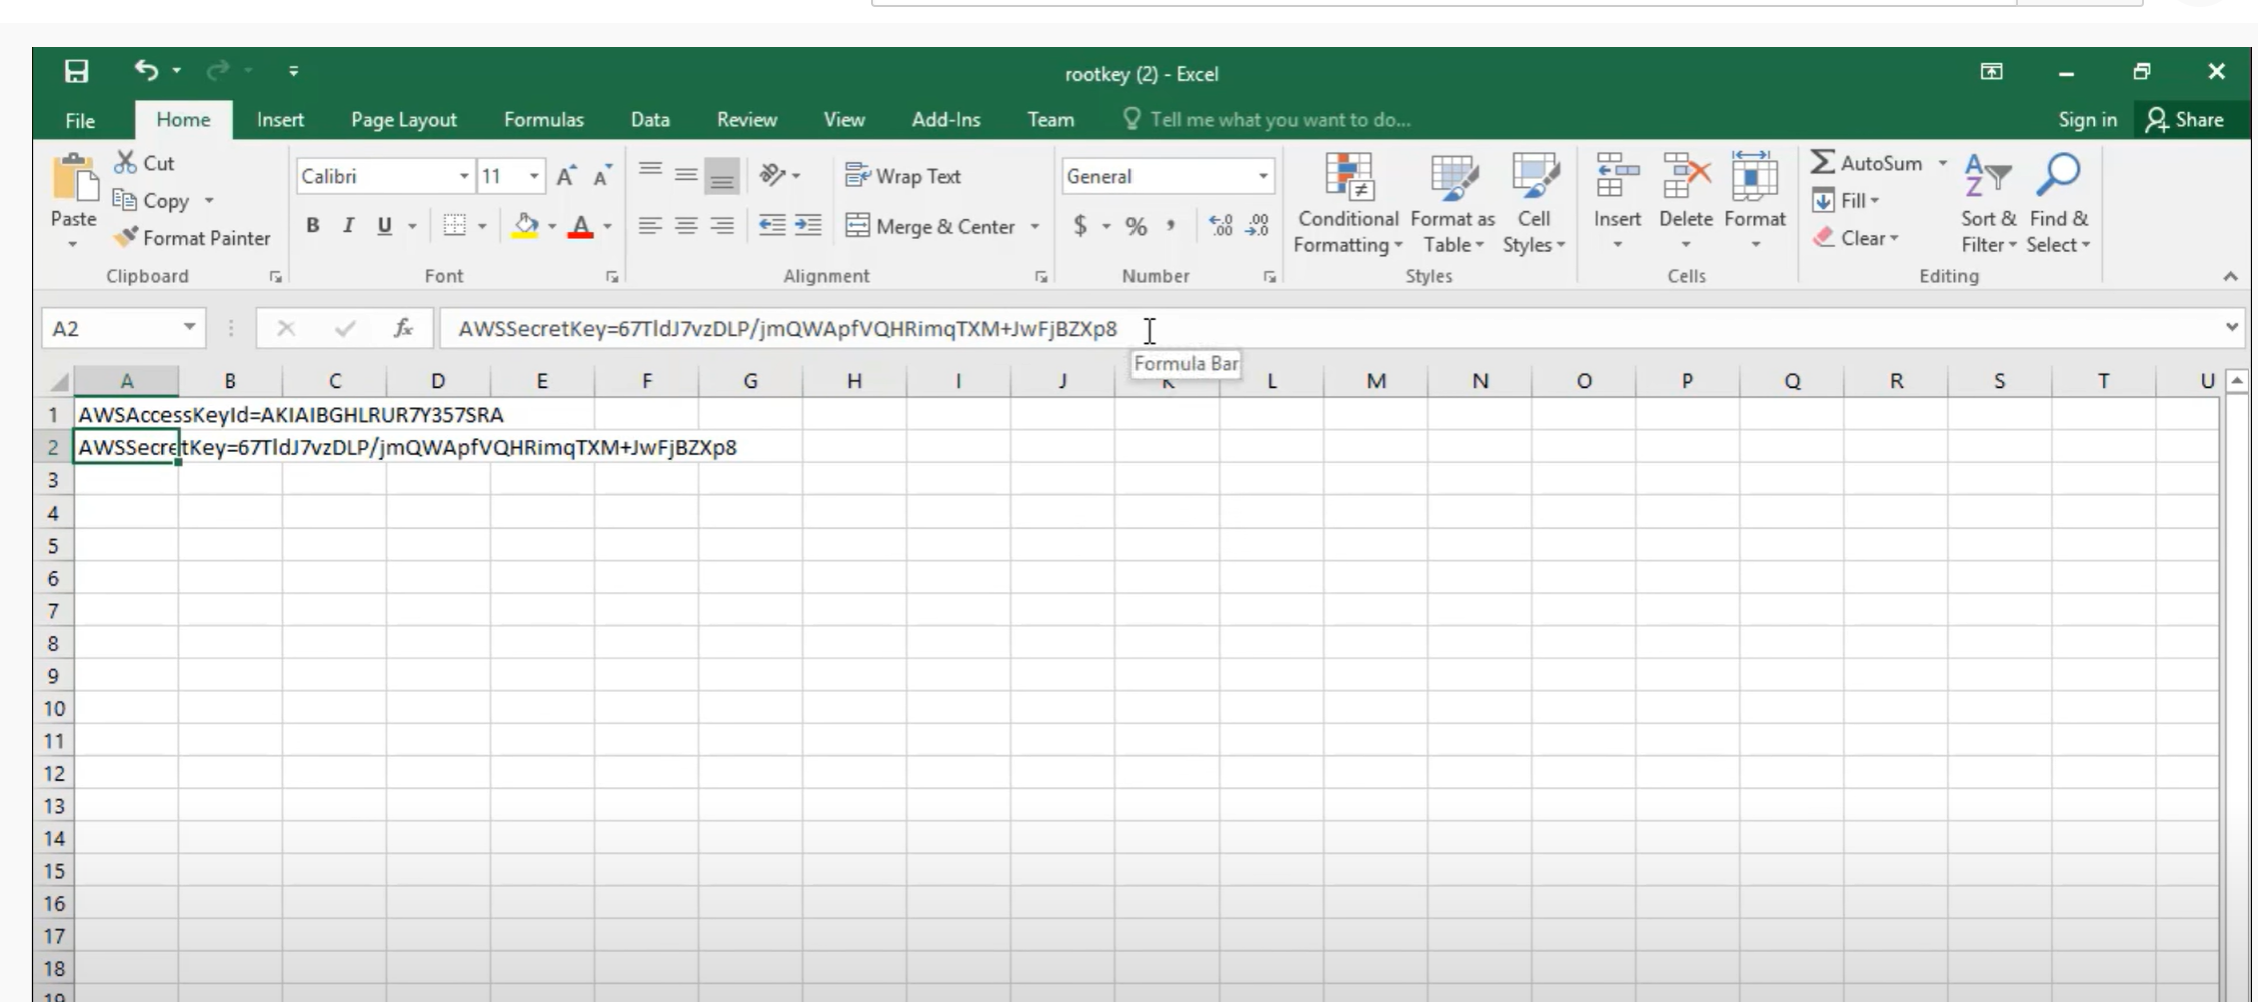 rootkey (2) - Excel
File Home Insert Page Layout Formulas Data Review View Add-Ins Team Tell me what you want to do... Sign in Share
Cut Calibri 11 A A Wrap Text General AutoSum
Copy Fill
Paste Conditional Format as Cell Insert Delete Format Sort & Find &
Format Painter B I U A Merge & Center $ % , .0 .00 .00 .0 Formatting Table Styles Clear Filter Select
Clipboard Font Alignment Number Styles Cells Editing
A2 fx AWSSecretKey=67TldJ7vzDLP/jmQWApfVQHRimqTXM+JwFjBZXp8
Formula Bar
A B C D E F G H I J K L M N O P Q R S T U
1 AWSAccessKeyId=AKIAIBGHLRUR7Y357SRA
2 AWSSecretKey=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
3
4
5
6
7
8
9
10
11
12
13
14
15
16
17
18
19